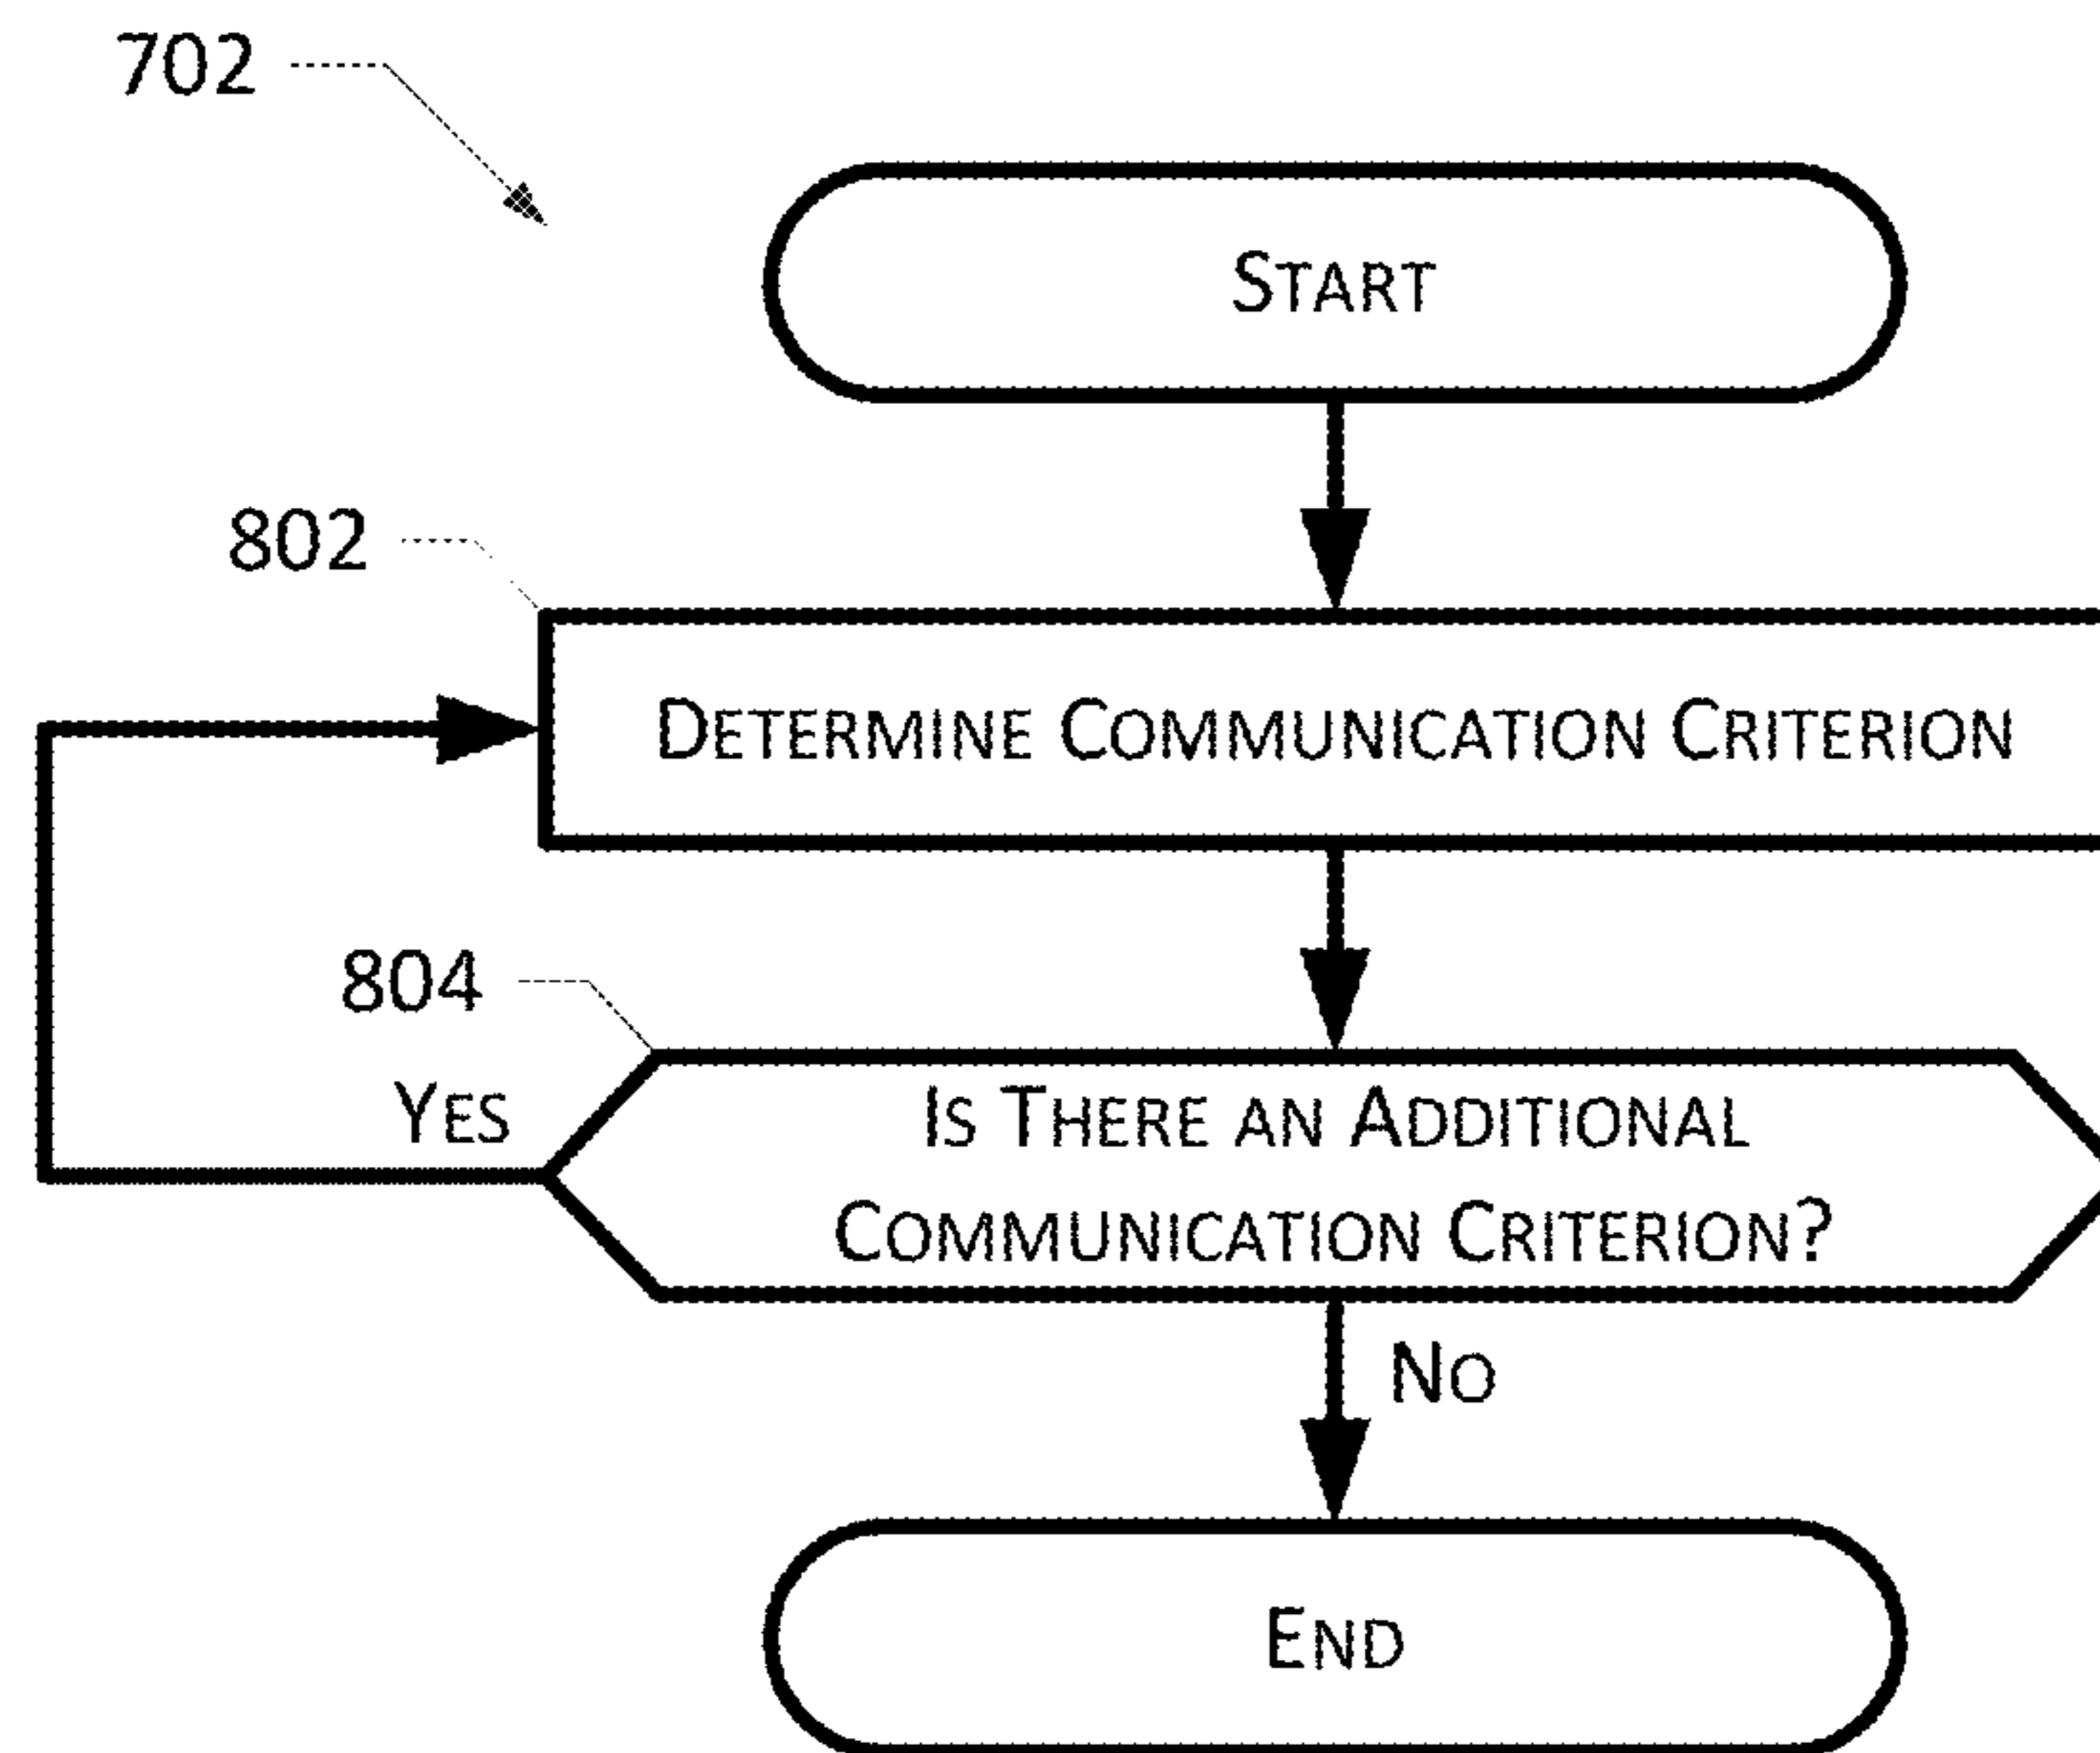 702
START
802
DETERMINE COMMUNICATION CRITERION
804
YES
IS THERE AN ADDITIONAL
COMMUNICATION CRITERION?
NO
END